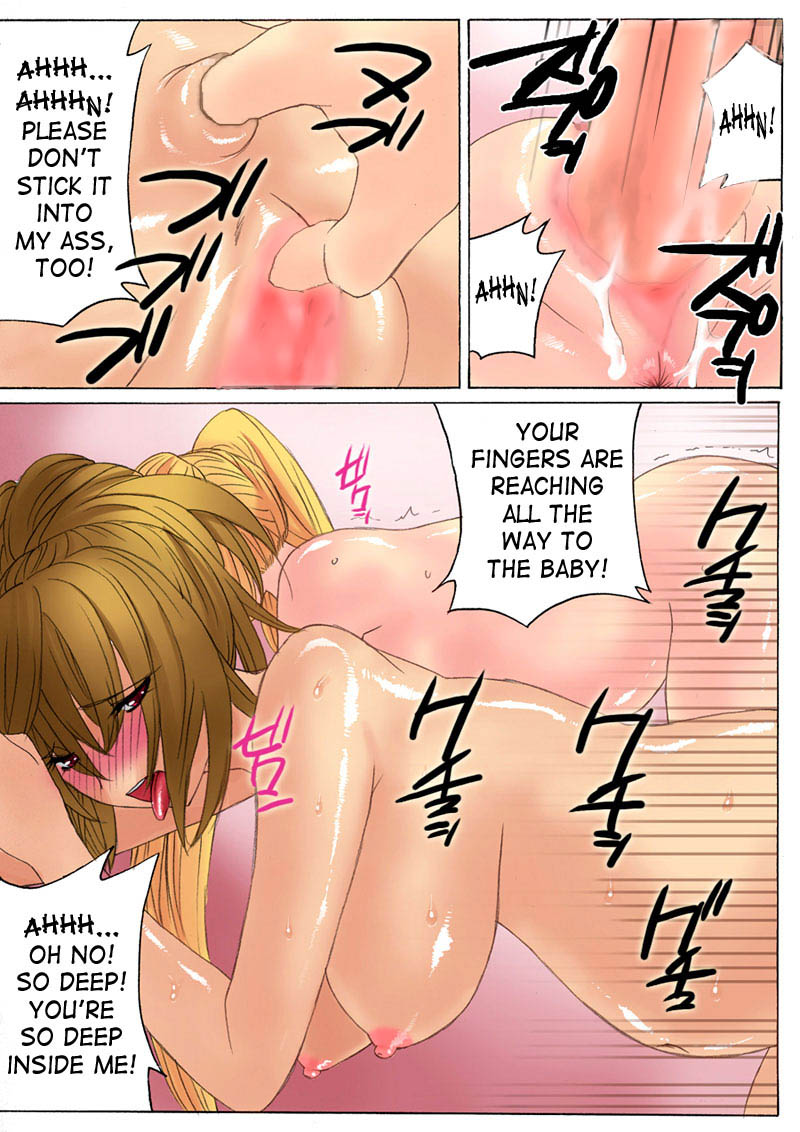 AHHN!
AHHN!
AHHH...
AHHHN!
PLEASE
DON'T
STICK IT
INTO
MY ASS,
TOO!
YOUR
FINGERS ARE
REACHING
ALL THE
WAY TO
THE BABY!
AHHH...
OH NO!
SO DEEP!
YOU'RE
SO DEEP
INSIDE ME!